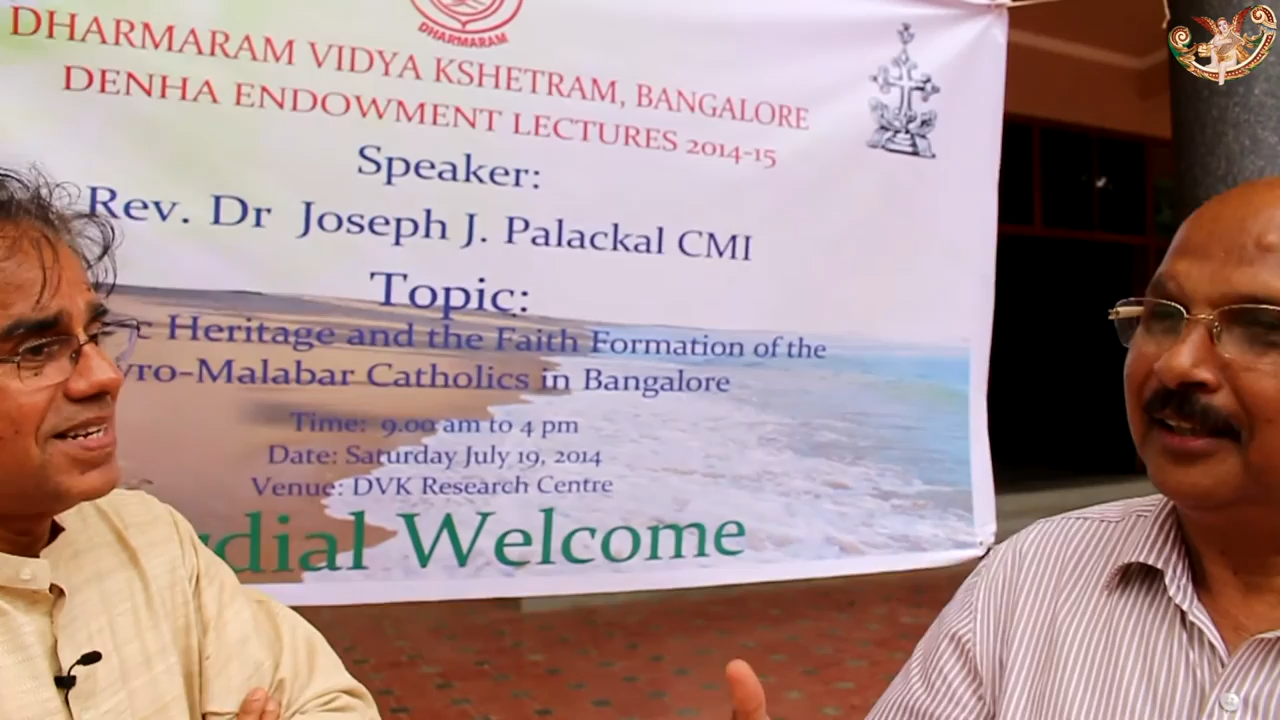 DHARMARAM
DHARMARAM VIDYA KSHETRAM, BANGALORE
DENHA ENDOWMENT LECTURES 2014-15
Speaker:
Rev. Dr Joseph J. Palackal CMI
Topic:
c Heritage and the Faith Formation of the
yro-Malabar Catholics in Bangalore
Time: 9.00 am to 4 pm
Date: Saturday July 19, 2014
Venue: DVK Research Centre
dial Welcome